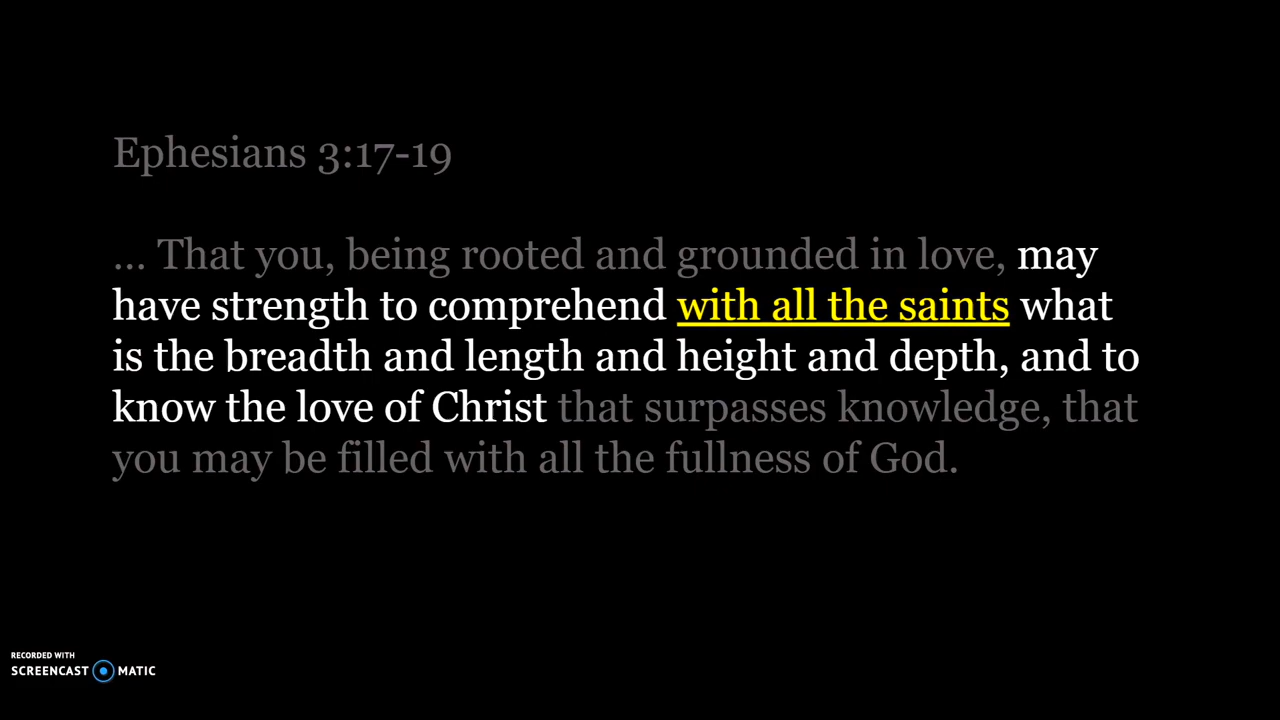 Ephesians 3:17-19
... That you, being rooted and grounded in love, may
have strength to comprehend with all the saints what
is the breadth and length and height and depth, and to
know the love of Christ that surpasses knowledge, that
you may be filled with all the fullness of God.
RECORDED WITH
SCREENCAST MATIC